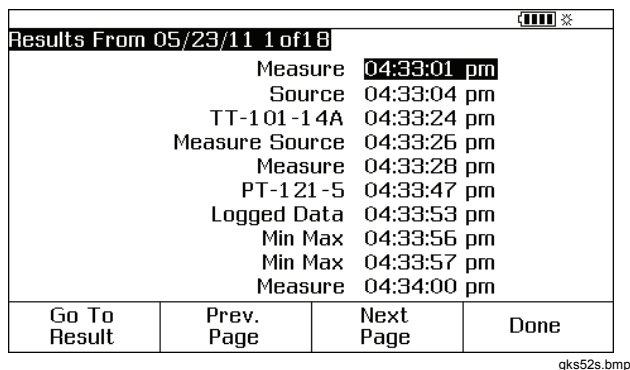 Results From 05/23/11 1of18
Measure 04:33:01 pm
Source 04:33:04 pm
TT-101-14A 04:33:24 pm
Measure Source 04:33:26 pm
Measure 04:33:28 pm
PT-121-5 04:33:47 pm
Logged Data 04:33:53 pm
Min Max 04:33:56 pm
Min Max 04:33:57 pm
Measure 04:34:00 pm
Go To Result
Prev. Page
Next Page
Done
gks52s.bmp